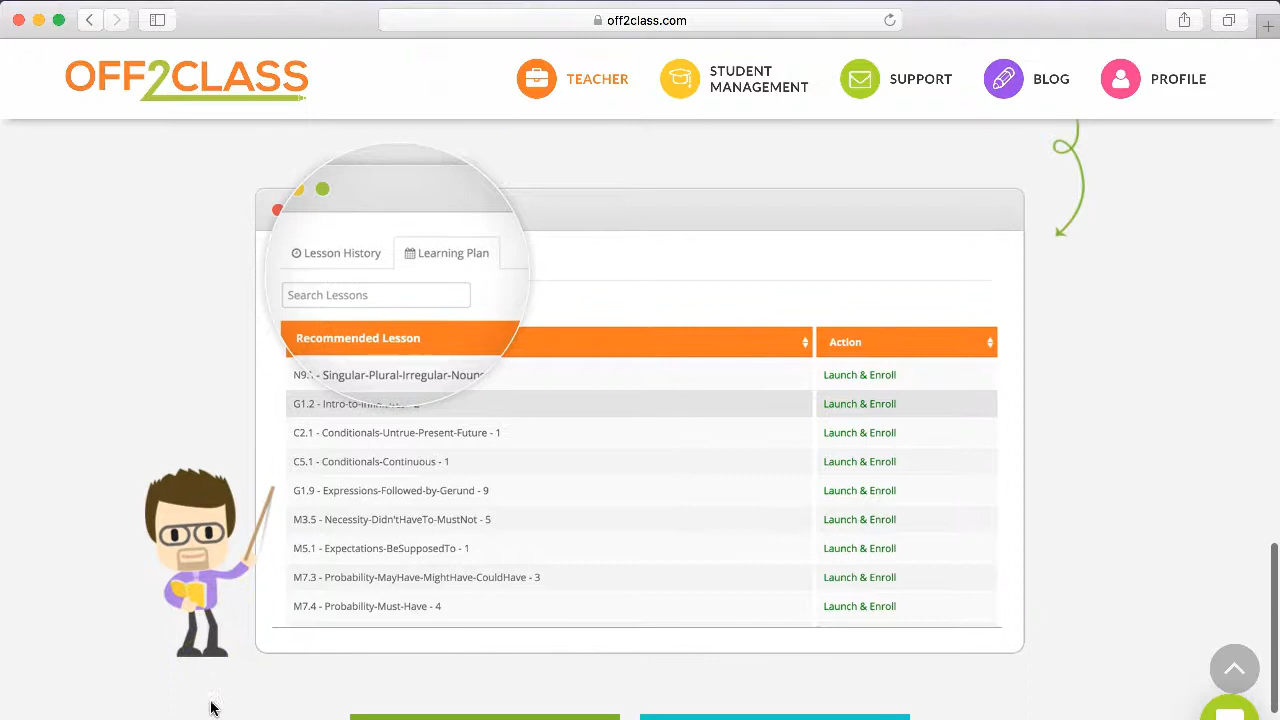 off2class.com
OFF2CLASS
TEACHER
STUDENT
MANAGEMENT
SUPPORT
BLOG
PROFILE
Lesson History
Learning Plan
Search Lessons
Recommended Lesson
Action
Singular-Plural-Irregular-Nouns
Launch & Enroll
G1.2 - Intro-to-
Launch & Enroll
C2.1 - Conditionals-Untrue-Present-Future - 1
Launch & Enroll
C5.1 - Conditionals-Continuous - 1
Launch & Enroll
G1.9 - Expressions-Followed-by-Gerund - 9
Launch & Enroll
M3.5 - Necessity-Didn'tHaveTo-MustNot - 5
Launch & Enroll
M5.1 - Expectations-BeSupposedTo - 1
Launch & Enroll
M7.3 - Probability-MayHave-MightHave-CouldHave - 3
Launch & Enroll
M7.4 - Probability-Must-Have - 4
Launch & Enroll